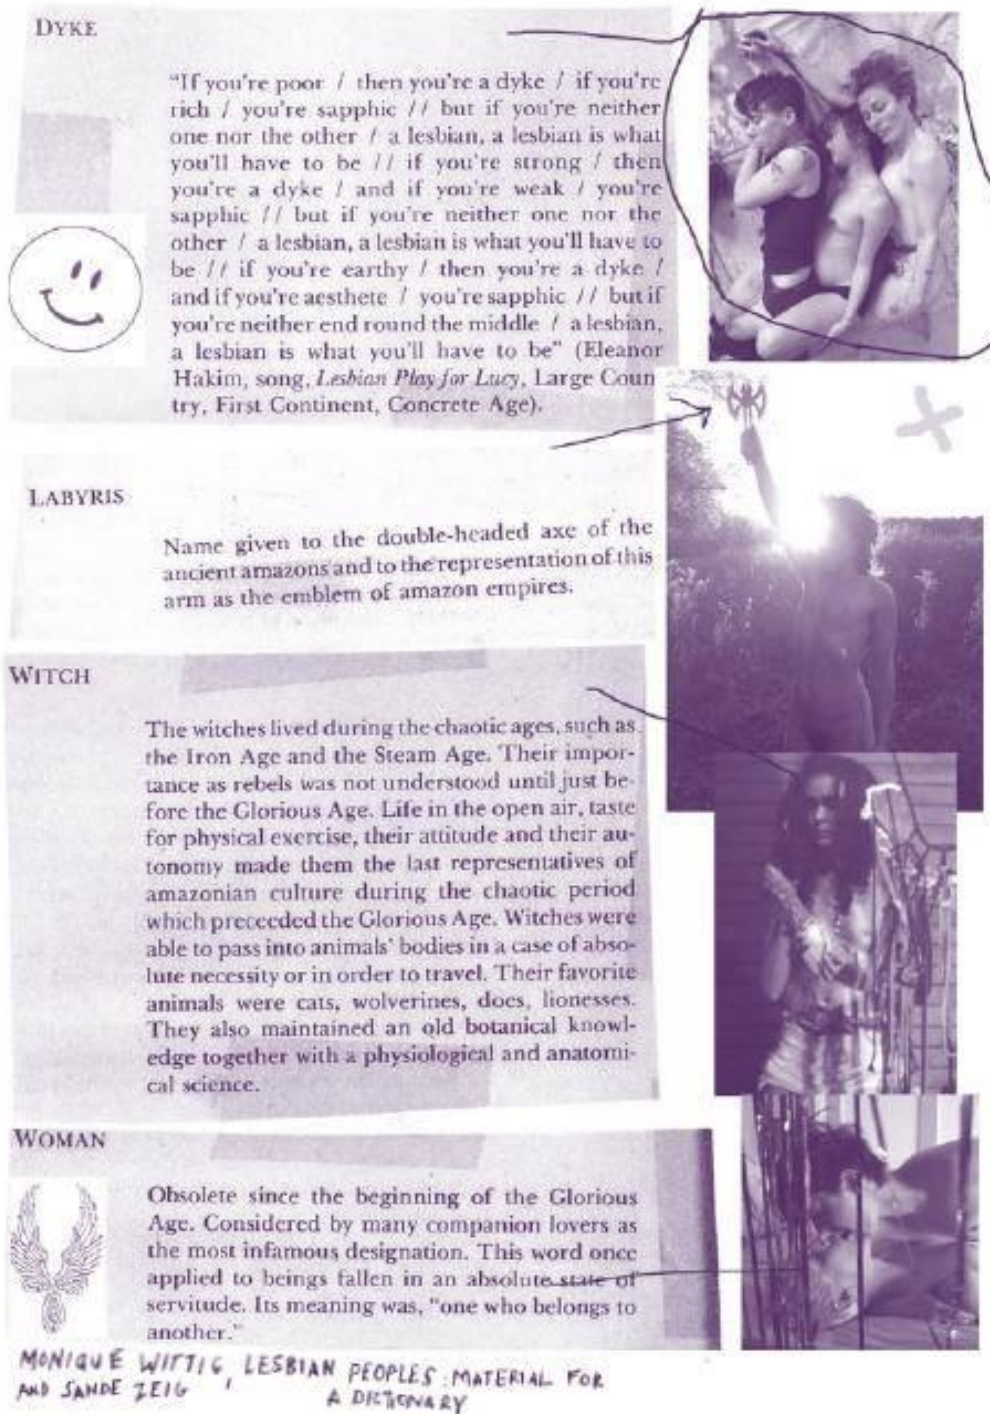 DYKE
"If you're poor / then you're a dyke / if you're
rich / you're sapphic // but if you're neither
one nor the other / a lesbian, a lesbian is what
you'll have to be // if you're strong / then
you're a dyke / and if you're weak / you're
sapphic // but if you're neither one nor the
other / a lesbian, a lesbian is what you'll have to
be // if you're earthy / then you're a dyke /
and if you're aesthete / you're sapphic // but if
you're neither end round the middle / a lesbian,
a lesbian is what you'll have to be" (Eleanor
Hakim, song, Lesbian Play for Lucy, Large Coun
try, First Continent, Concrete Age).
LABYRIS
Name given to the double-headed axe of the
ancient amazons and to the representation of this
arm as the emblem of amazon empires.
WITCH
The witches lived during the chaotic ages, such as
the Iron Age and the Steam Age. Their impor-
tance as rebels was not understood until just be-
fore the Glorious Age. Life in the open air, taste
for physical exercise, their attitude and their au-
tonomy made them the last representatives of
amazonian culture during the chaotic period
which preceeded the Glorious Age. Witches were
able to pass into animals' bodies in a case of abso-
lute necessity or in order to travel. Their favorite
animals were cats, wolverines, does, lionesses.
They also maintained an old botanical knowl-
edge together with a physiological and anatomi-
cal science.
WOMAN
Obsolete since the beginning of the Glorious
Age. Considered by many companion lovers as
the most infamous designation. This word once
applied to beings fallen in an absolute state of
servitude. Its meaning was, "one who belongs to
another."
MONIQUE WITTIG, LESBIAN PEOPLES: MATERIAL FOR
AND SANDE ZEIG A DICTIONARY